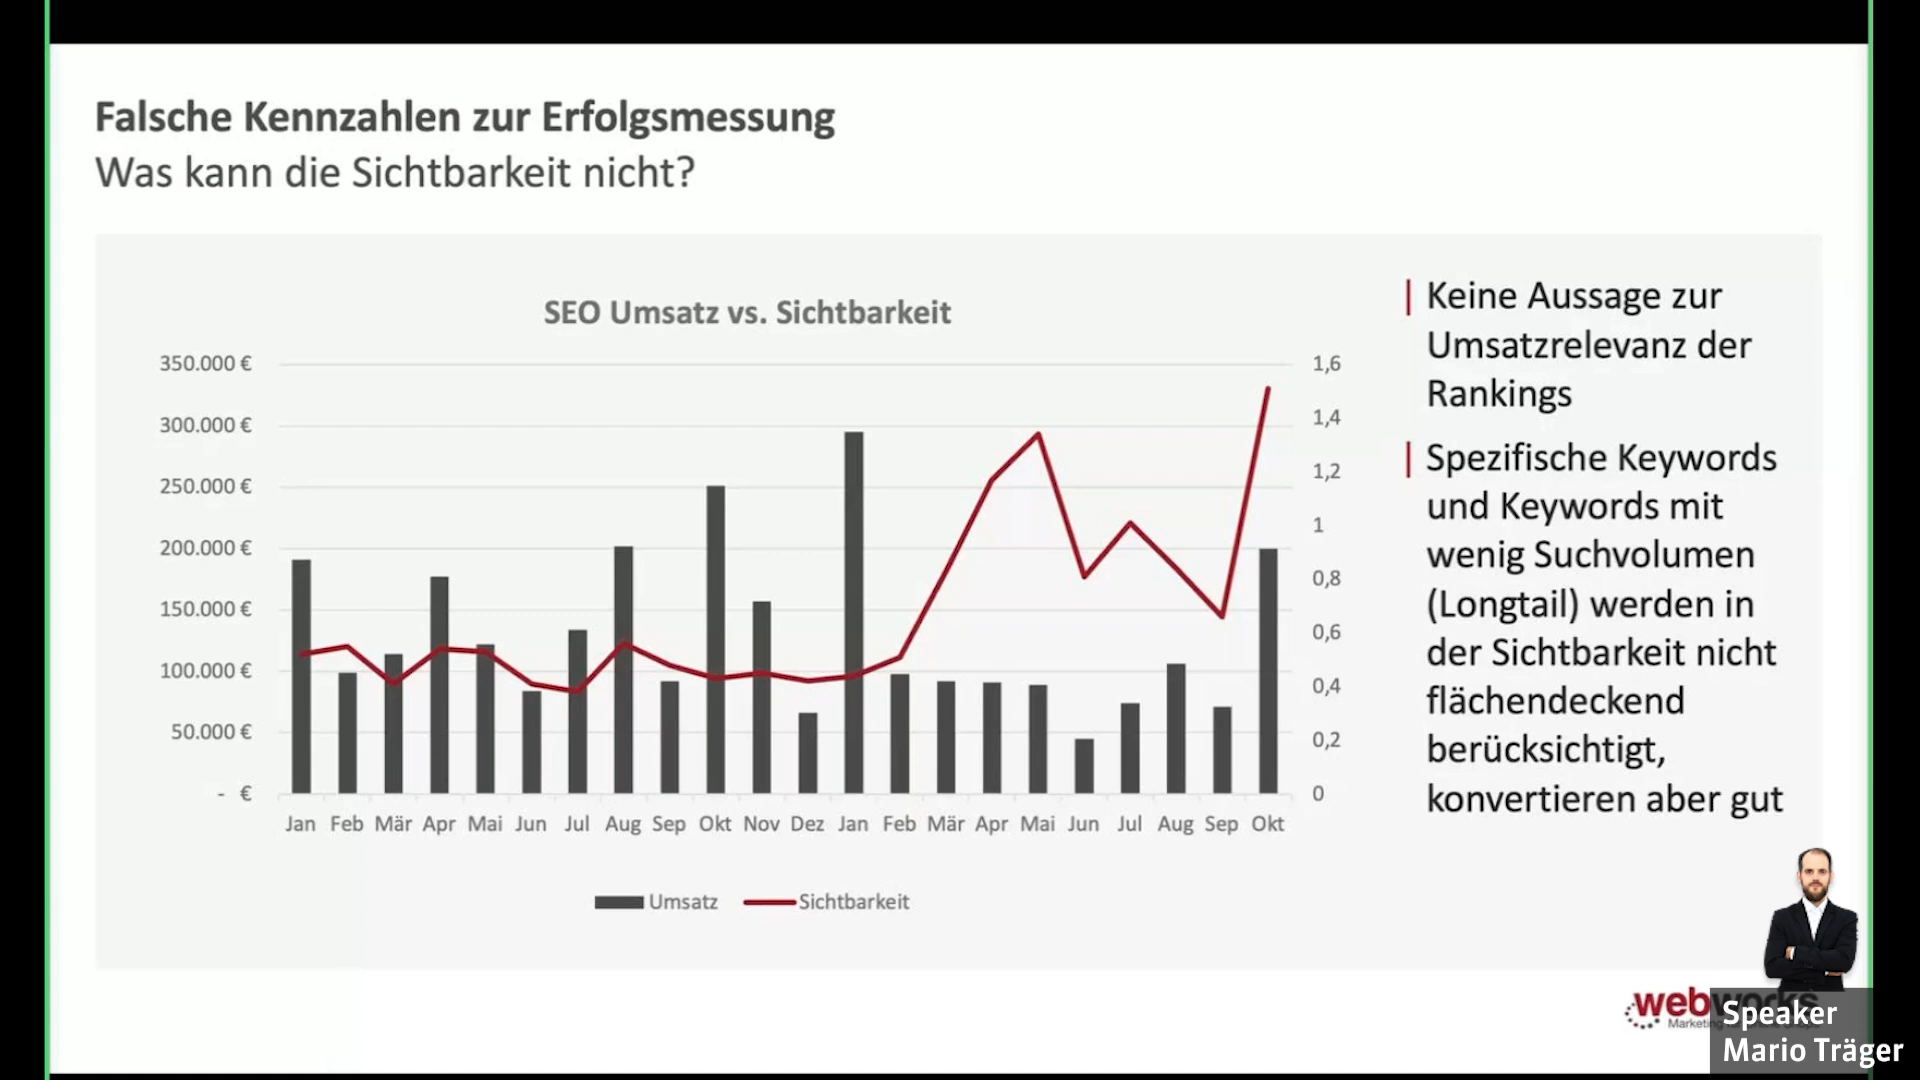 Falsche Kennzahlen zur Erfolgsmessung
Was kann die Sichtbarkeit nicht?
SEO Umsatz vs. Sichtbarkeit
350.000 €
300.000 €
250.000 €
200.000 €
150.000 €
100.000 €
50.000 €
- €
1,6
1,4
1,2
1
0,8
0,6
0,4
0,2
0
Jan Feb Mär Apr Mai Jun Jul Aug Sep Okt Nov Dez Jan Feb Mär Apr Mai Jun Jul Aug Sep Okt
Umsatz Sichtbarkeit
Keine Aussage zur
Umsatzrelevanz der
Rankings
Spezifische Keywords
und Keywords mit
wenig Suchvolumen
(Longtail) werden in
der Sichtbarkeit nicht
flächendeckend
berücksichtigt,
konvertieren aber gut
webworks
Speaker
Mario Träger